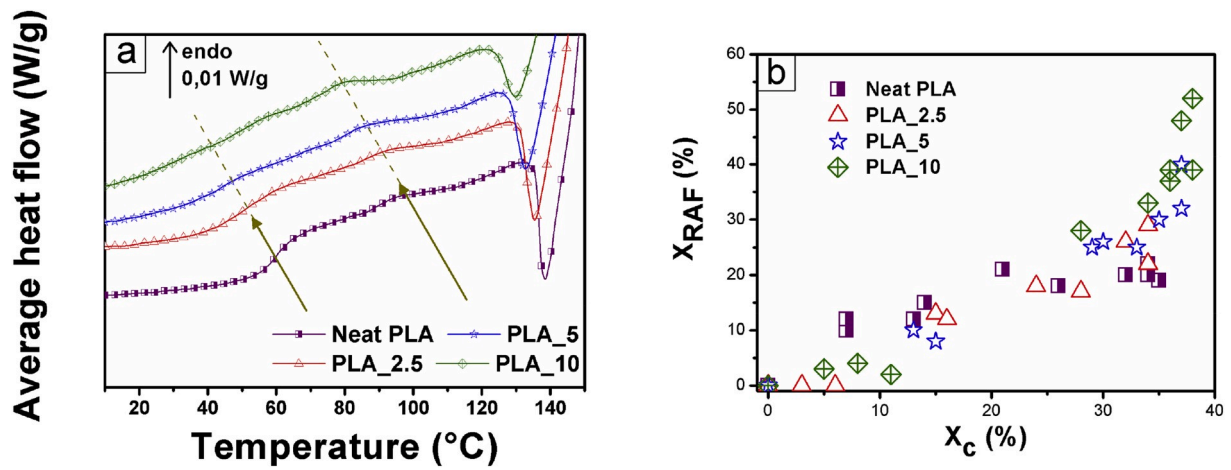 a
endo
0,01 W/g
Average heat flow (W/g)
Neat PLA
PLA_5
PLA_2.5
PLA_10
20 40 60 80 100 120 140
Temperature (°C)
b
60
50
40
30
20
10
0
X_RAF (%)
Neat PLA
PLA_2.5
PLA_5
PLA_10
0 10 20 30 40
X_c (%)